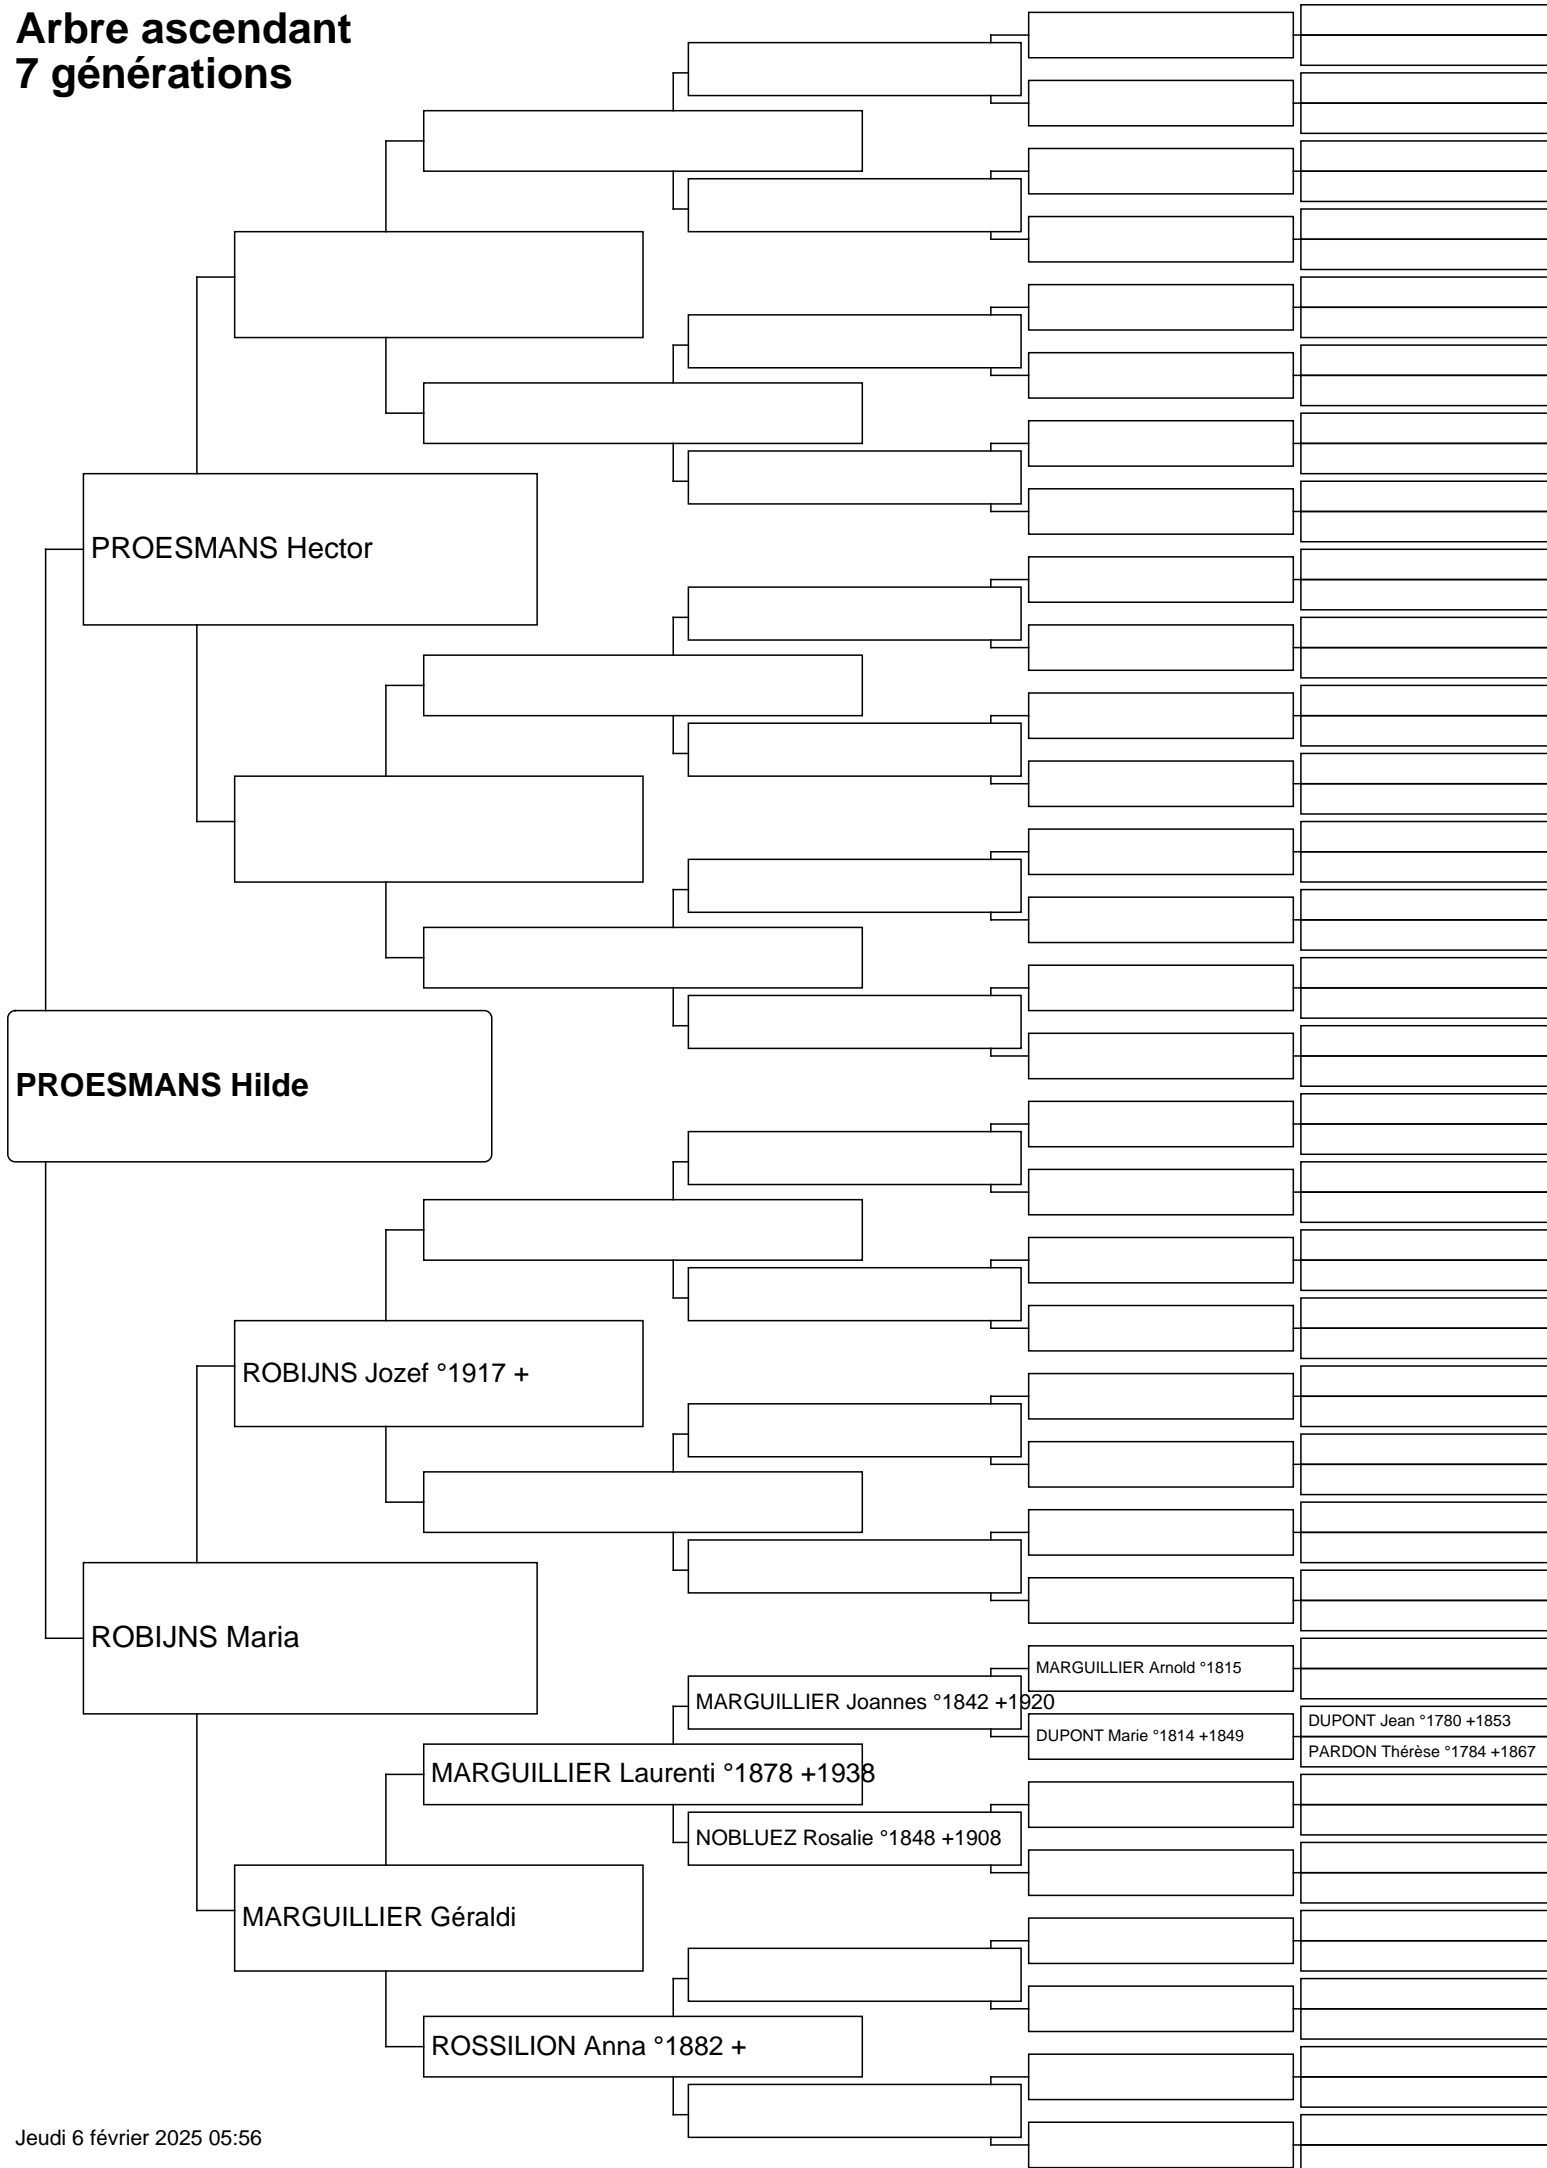 Arbre ascendant
7 générations
PROESMANS Hector
PROESMANS Hilde
ROBIJNS Jozef °1917 +
ROBIJNS Maria
MARGUILLIER Arnold °1815
MARGUILLIER Joannes °1842 +1920
DUPONT Jean °1780 +1853
DUPONT Marie °1814 +1849
PARDON Thérèse °1784 +1867
MARGUILLIER Laurenti °1878 +1938
NOBLUEZ Rosalie °1848 +1908
MARGUILLIER Géraldi
ROSSILION Anna °1882 +
Jeudi 6 février 2025 05:56